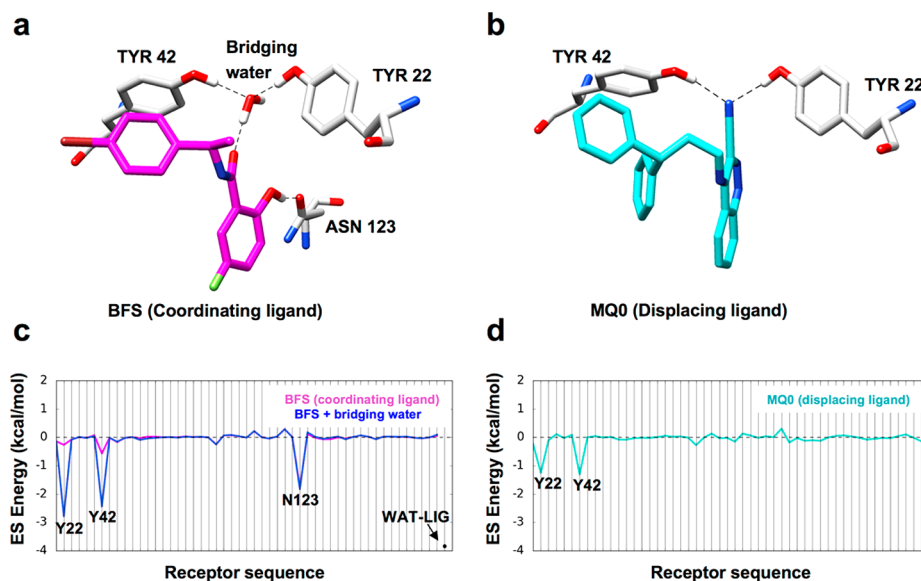 a
b
TYR 42
Bridging
water
TYR 22
ASN 123
BFS (Coordinating ligand)
TYR 42
TYR 22
MQ0 (Displacing ligand)
c
d
ES Energy (kcal/mol)
2
1
0
-1
-2
-3
-4
BFS (coordinating ligand)
BFS + bridging water
Y22
Y42
N123
WAT-LIG
Receptor sequence
ES Energy (kcal/mol)
2
1
0
-1
-2
-3
-4
MQ0 (displacing ligand)
Y22
Y42
Receptor sequence